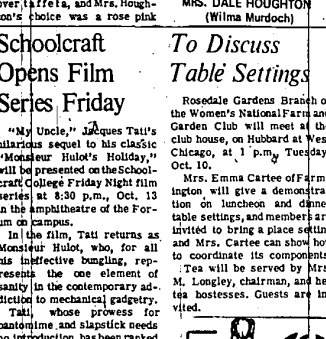 over taffeta, and Mrs. Hough-
ton's choice was a rose pink
Schoolcraft
Opens Film
Series Friday
"My Uncle," Jacques Tati's
hilarious sequel to his classic
"Monsieur Hulot's Holiday,"
will be presented on the School-
craft College Friday Night film
series at 8:30 p.m., Oct. 13
in the amphitheatre of the For-
um on campus.
In the film, Tati returns as
Monsieur Hulot, who, for all
his ineffective bungling, rep-
resents the one element of
sanity in the contemporary ad-
diction to mechanical gadgetry.
Tati, whose prowess for
pantomime and slapstick needs
no introduction, has been ranked
MRS. DALE HOUGHTON
(Wilma Murdoch)
To Discuss
Table Settings
Rosedale Gardens Branch o
the Women's National Farm an
Garden Club will meet at th
club house, on Hubbard at Wes
Chicago, at 1 p.m., Tuesday
Oct. 10.
Mrs. Emma Cartee of Farm
ington will give a demonstra
tion on luncheon and dinne
table settings, and members ar
invited to bring a place settin
and Mrs. Cartee can show ho
to coordinate its components
Tea will be served by Mrs
M. Longley, chairman, and he
tea hostesses. Guests are in
vited.